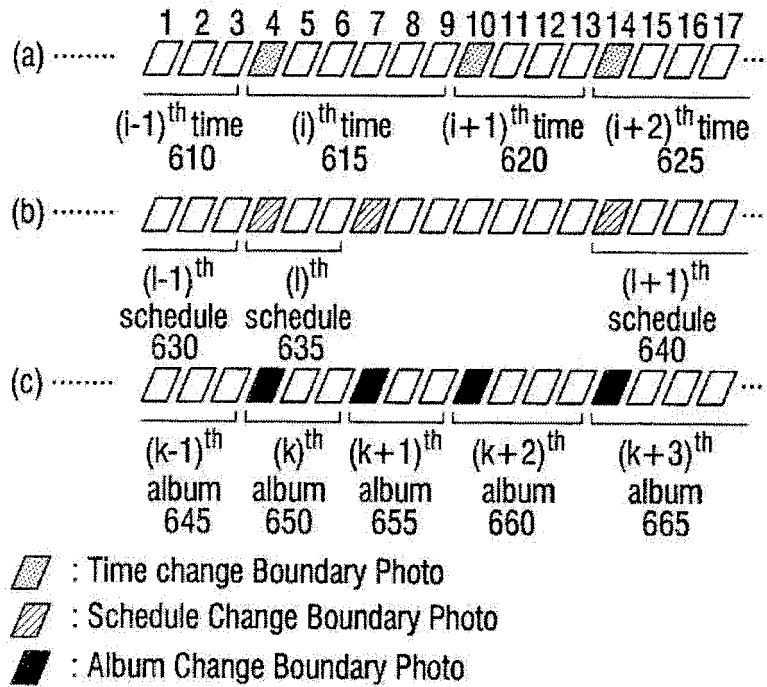 1 2 3 4 5 6 7 8 9 10 11 12 13 14 15 16 17
(a) ········ ···
(i-1)th time (i)th time (i+1)th time (i+2)th time
610 615 620 625
(b) ········ ···
(l-1)th (l)th (l+1)th
schedule schedule schedule
630 635 640
(c) ········ ···
(k-1)th (k)th (k+1)th (k+2)th (k+3)th
album album album album album
645 650 655 660 665
: Time change Boundary Photo
: Schedule Change Boundary Photo
: Album Change Boundary Photo